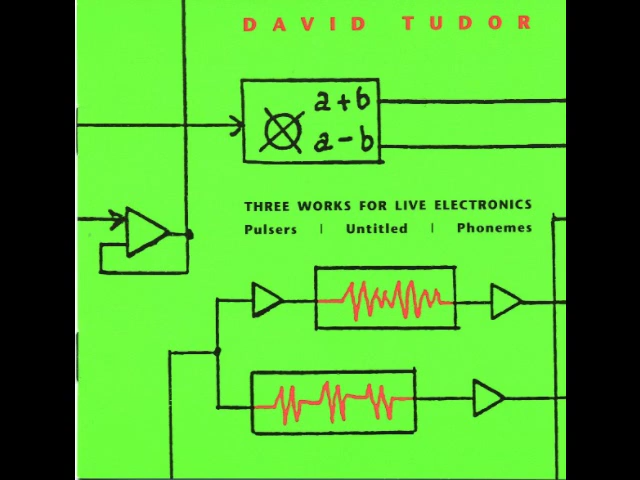 DAVID TUDOR
a+b
a-b
THREE WORKS FOR LIVE ELECTRONICS
Pulsers | Untitled | Phonemes